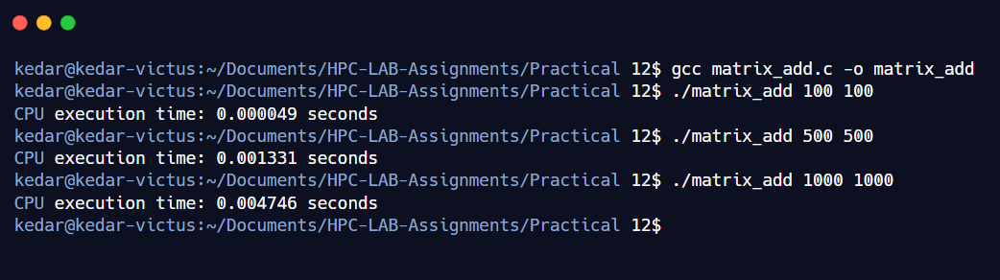 kedar@kedar-victus:~/Documents/HPC-LAB-Assignments/Practical 12$ gcc matrix_add.c -o matrix_add
kedar@kedar-victus:~/Documents/HPC-LAB-Assignments/Practical 12$ ./matrix_add 100 100
CPU execution time: 0.000049 seconds
kedar@kedar-victus:~/Documents/HPC-LAB-Assignments/Practical 12$ ./matrix_add 500 500
CPU execution time: 0.001331 seconds
kedar@kedar-victus:~/Documents/HPC-LAB-Assignments/Practical 12$ ./matrix_add 1000 1000
CPU execution time: 0.004746 seconds
kedar@kedar-victus:~/Documents/HPC-LAB-Assignments/Practical 12$